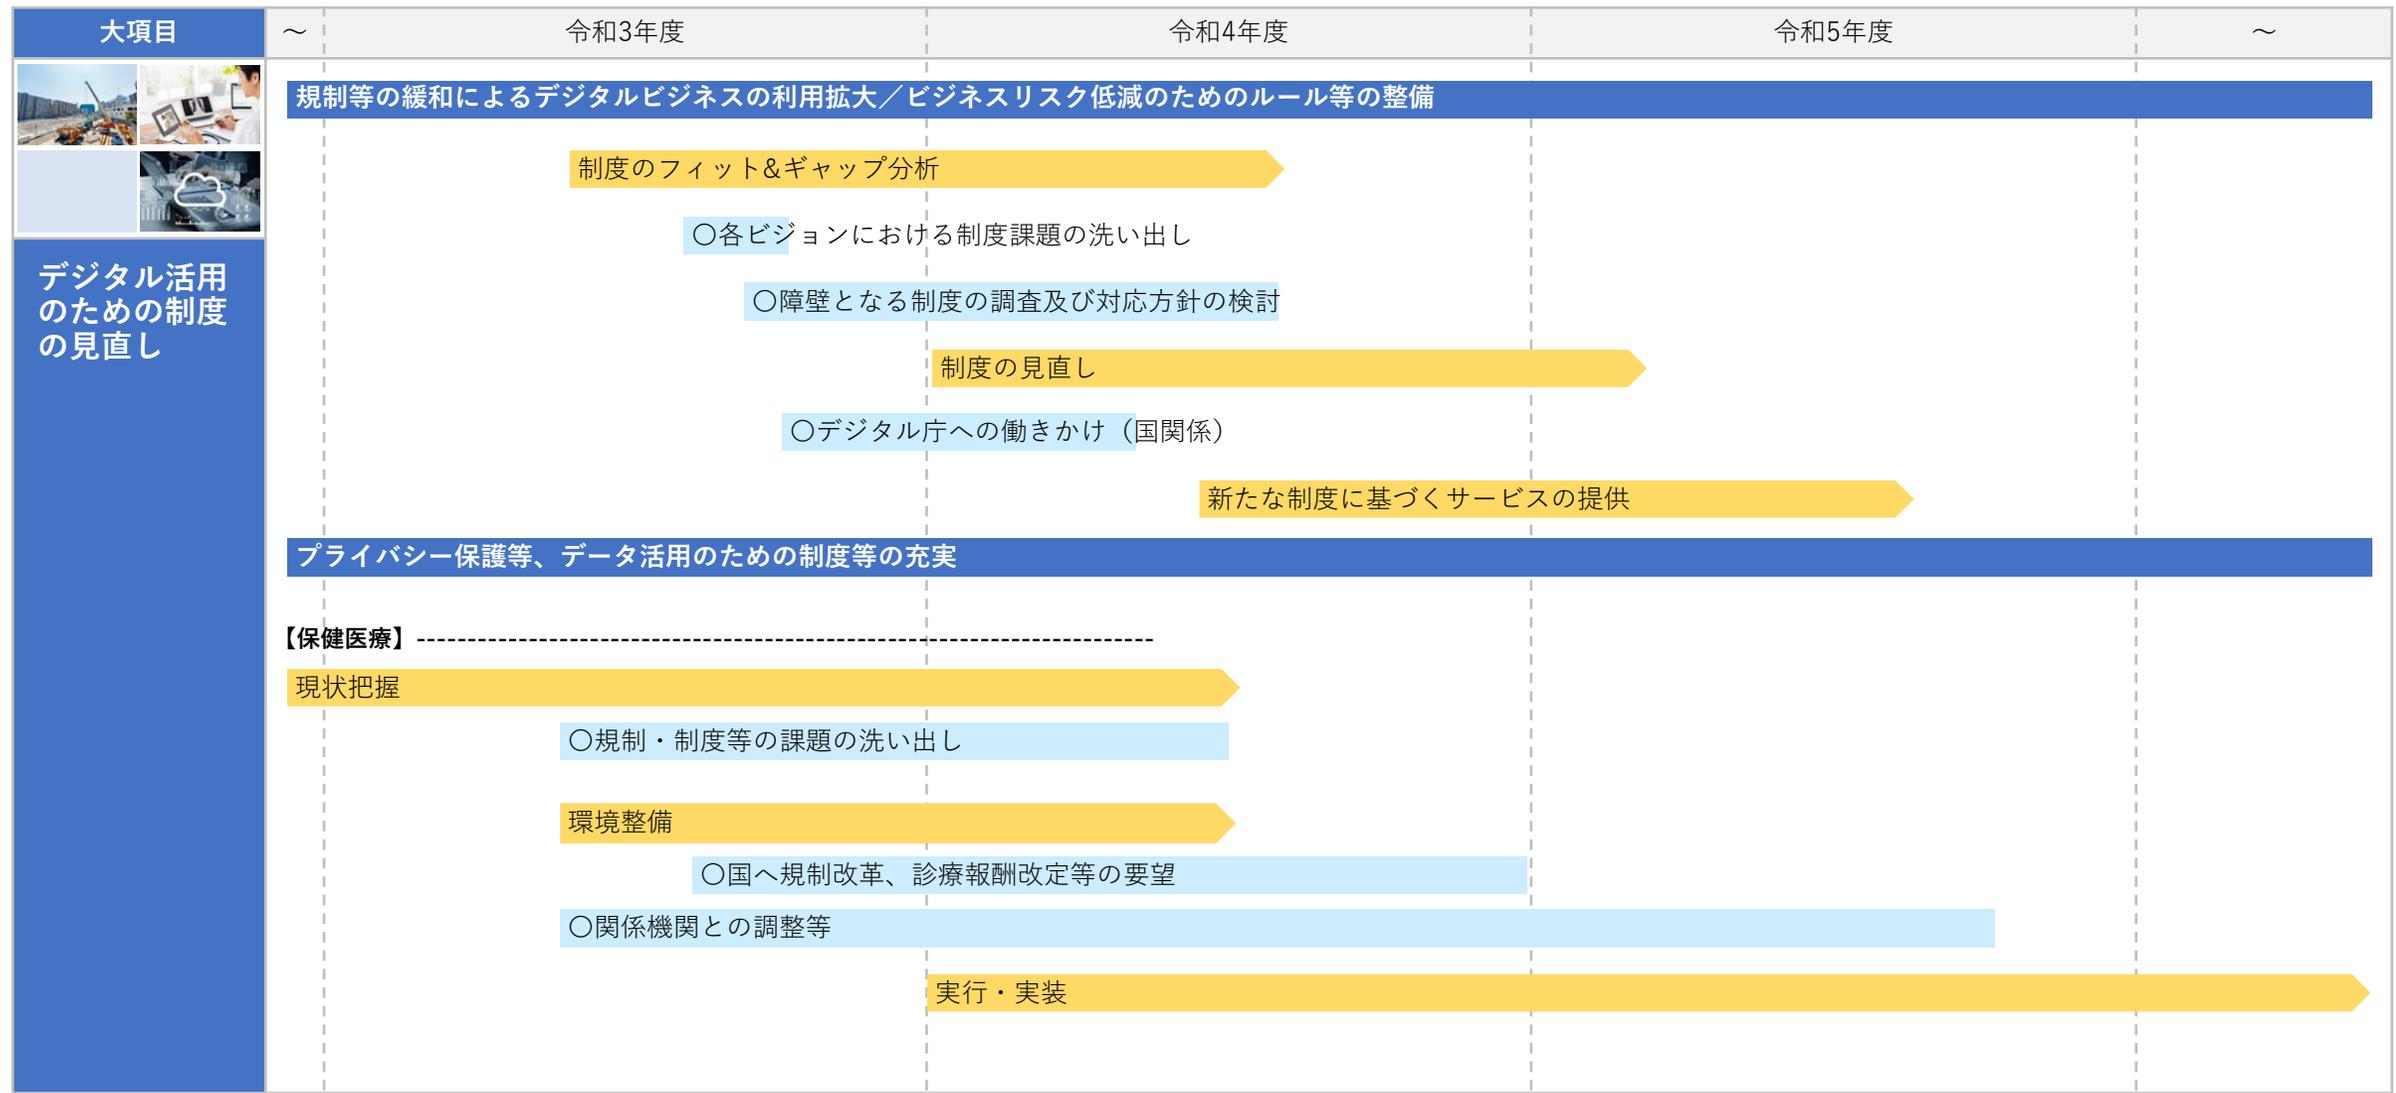 大項目
～
令和3年度
令和4年度
令和5年度
～
規制等の緩和によるデジタルビジネスの利用拡大／ビジネスリスク低減のためのルール等の整備
制度のフィット&ギャップ分析
〇各ビジョンにおける制度課題の洗い出し
デジタル活用
のための制度
の見直し
〇障壁となる制度の調査及び対応方針の検討
制度の見直し
〇デジタル庁への働きかけ（国関係）
新たな制度に基づくサービスの提供
プライバシー保護等、データ活用のための制度等の充実
【保健医療】-------------------------------------------------------------------------
現状把握
〇規制・制度等の課題の洗い出し
環境整備
〇国へ規制改革、診療報酬改定等の要望
〇関係機関との調整等
実行・実装